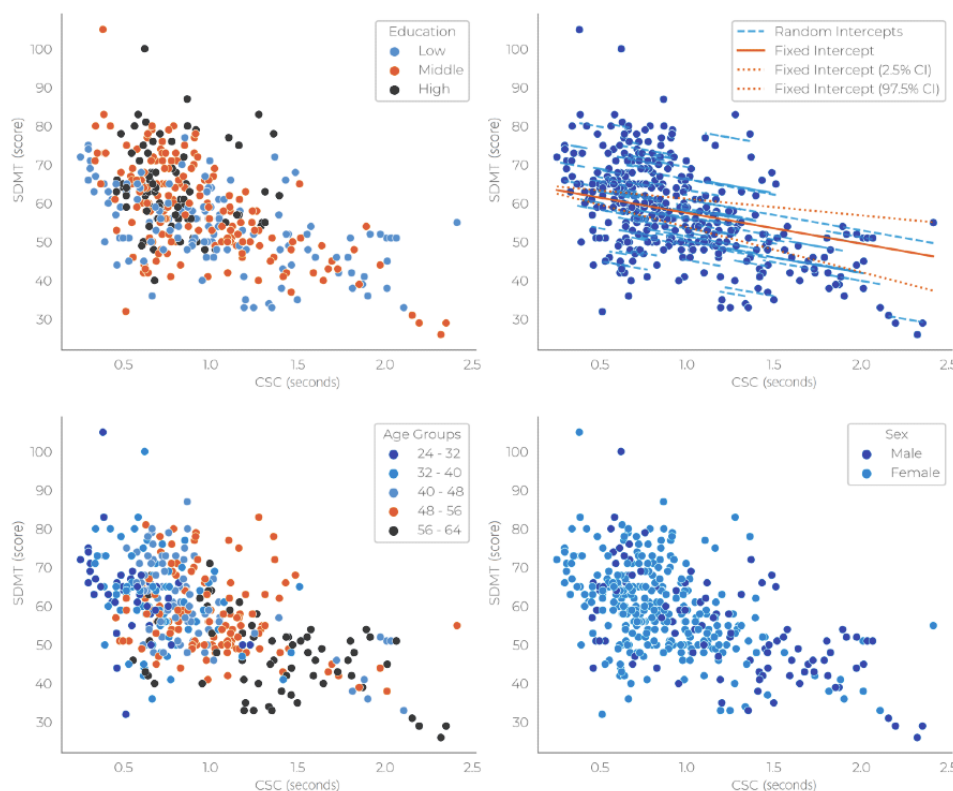 Education
Low
Middle
High
100
90
80
70
60
50
40
30
SDMT (score)
0.5 1.0 1.5 2.0 2.5
CSC (seconds)
Random Intercepts
Fixed Intercept
Fixed Intercept (2.5% CI)
Fixed Intercept (97.5% CI)
100
90
80
70
60
50
40
30
SDMT (score)
0.5 1.0 1.5 2.0 2.5
CSC (seconds)
Age Groups
24 - 32
32 - 40
40 - 48
48 - 56
56 - 64
100
90
80
70
60
50
40
30
SDMT (score)
0.5 1.0 1.5 2.0 2.5
CSC (seconds)
Sex
Male
Female
100
90
80
70
60
50
40
30
SDMT (score)
0.5 1.0 1.5 2.0 2.5
CSC (seconds)